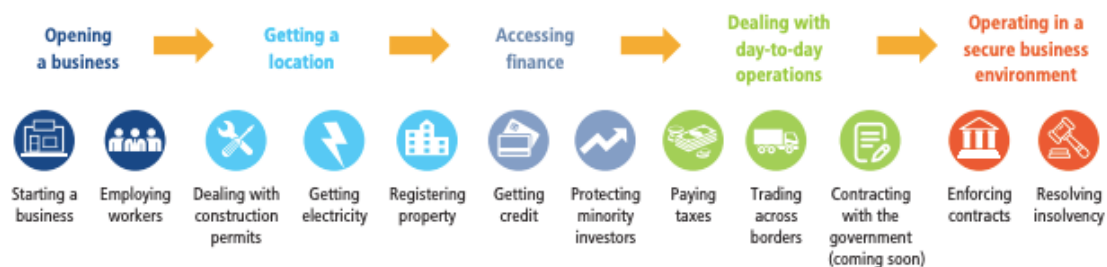 Opening
a business
Getting a
location
Accessing
finance
Dealing with
day-to-day
operations
Operating in a
secure business
environment
Starting a
business
Employing
workers
Dealing with
construction
permits
Getting
electricity
Registering
property
Getting
credit
Protecting
minority
investors
Paying
taxes
Trading
across
borders
Contracting
with the
government
(coming soon)
Enforcing
contracts
Resolving
insolvency